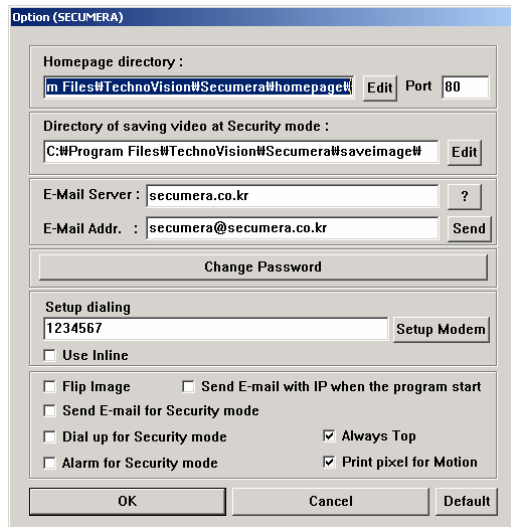 Option (SECUMERA)
Homepage directory :
m Files₩TechnoVision₩Secumera₩homepage₩ Edit Port 80
Directory of saving video at Security mode :
C:₩Program Files₩TechnoVision₩Secumera₩saveimage₩ Edit
E-Mail Server : secumera.co.kr ?
E-Mail Addr. : secumera@secumera.co.kr Send
Change Password
Setup dialing
1234567 Setup Modem
Use Inline
Flip Image Send E-mail with IP when the program start
Send E-mail for Security mode
Dial up for Security mode Always Top
Alarm for Security mode Print pixel for Motion
OK Cancel Default